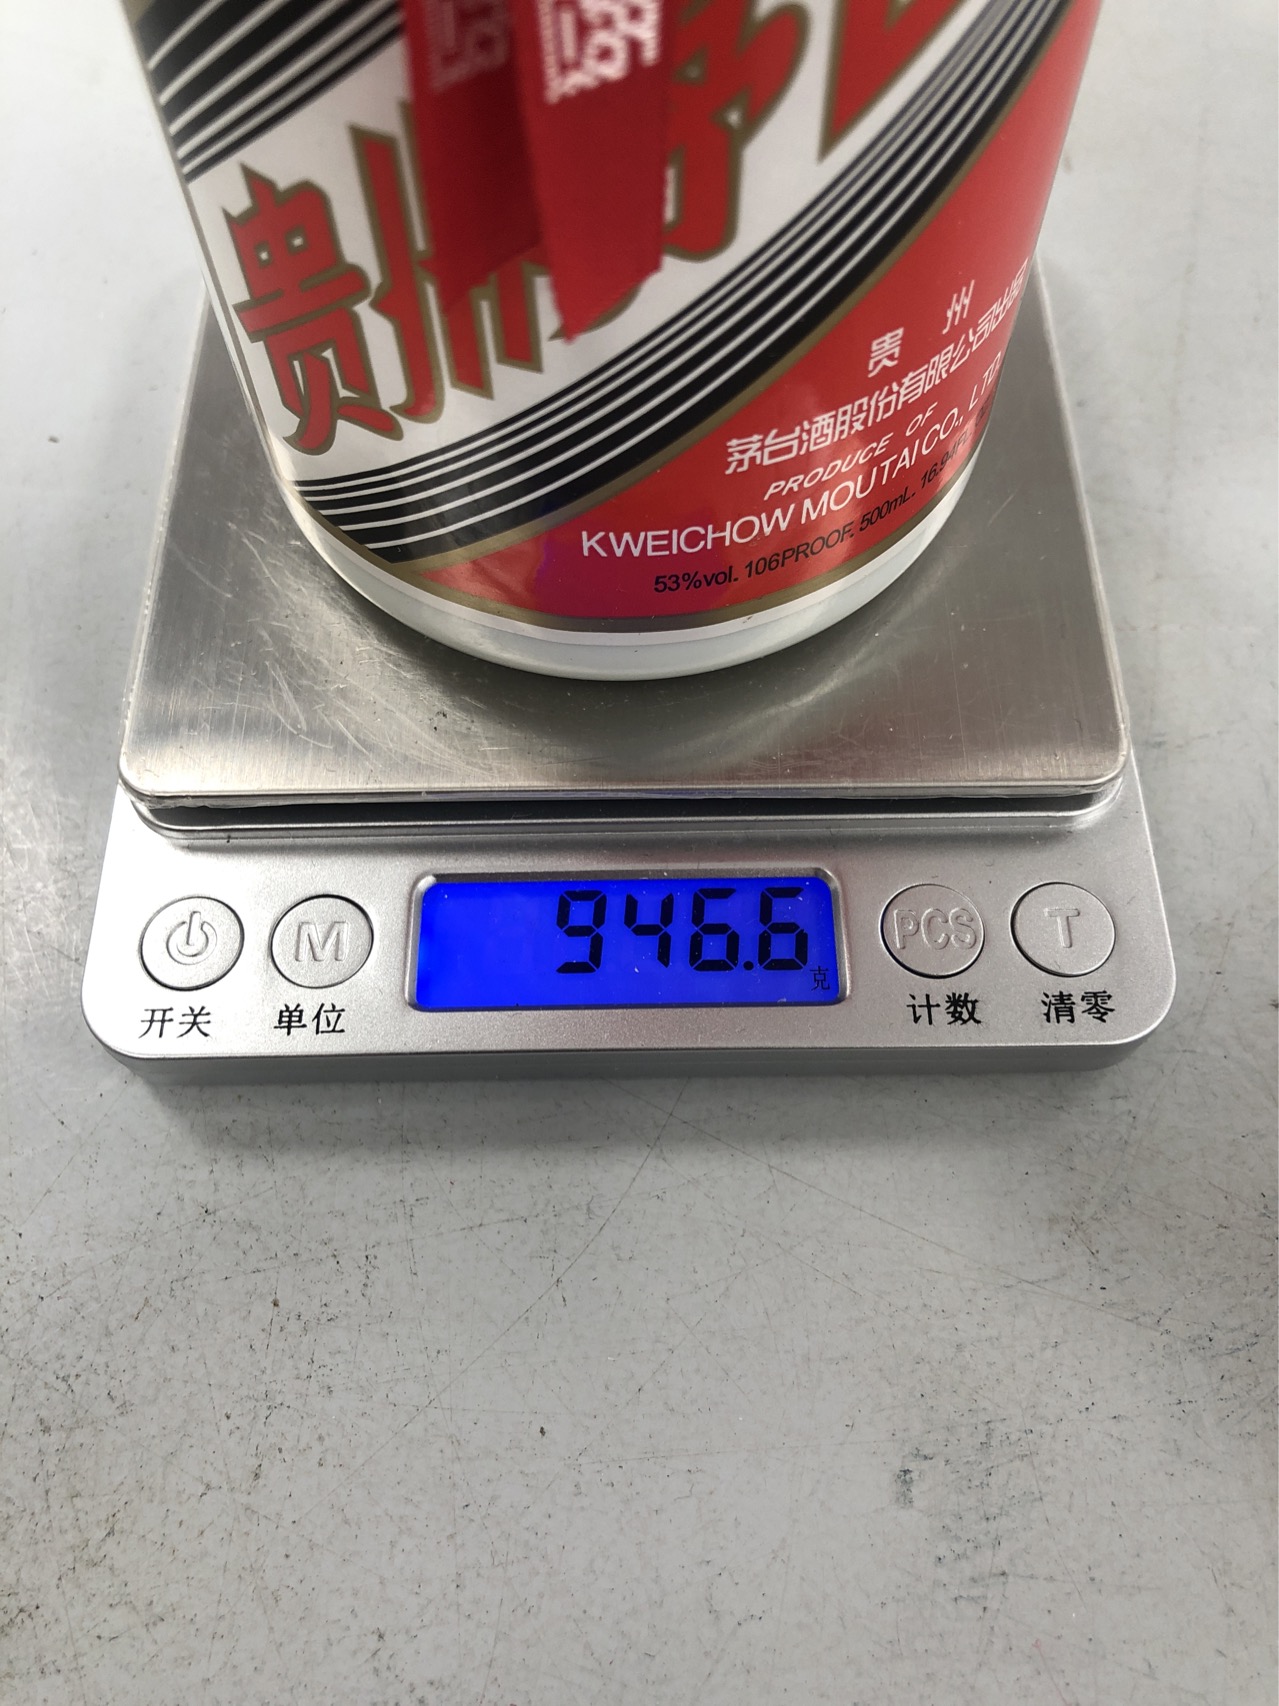 贵州茅
贵州
茅台酒股份有限公司出品
PRODUCE OF
KWEICHOW MOUTAI CO., LTD.
53%vol. 106PROOF. 500mL.
946.6
克
PCS
M
T
开关
单位
计数
清零